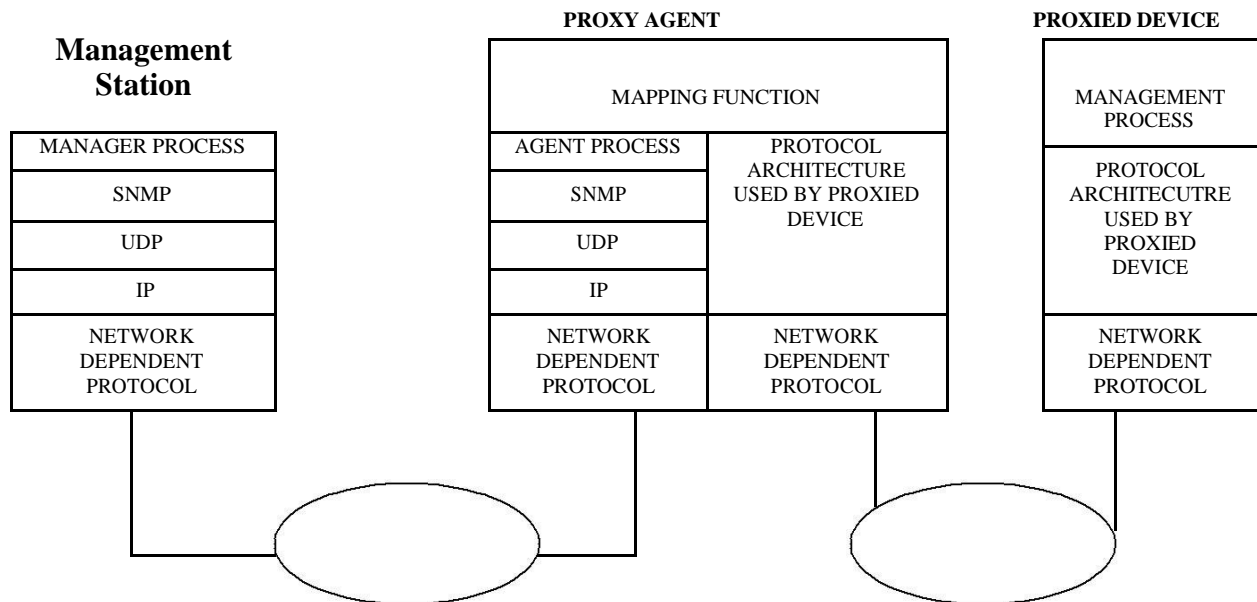 PROXY AGENT
PROXIED DEVICE
Management
Station
MAPPING FUNCTION
MANAGEMENT
PROCESS
MANAGER PROCESS
SNMP
UDP
IP
NETWORK
DEPENDENT
PROTOCOL
AGENT PROCESS
SNMP
UDP
IP
NETWORK
DEPENDENT
PROTOCOL
PROTOCOL
ARCHITECTURE
USED BY PROXIED
DEVICE
NETWORK
DEPENDENT
PROTOCOL
PROTOCOL
ARCHITECUTRE
USED BY
PROXIED
DEVICE
NETWORK
DEPENDENT
PROTOCOL